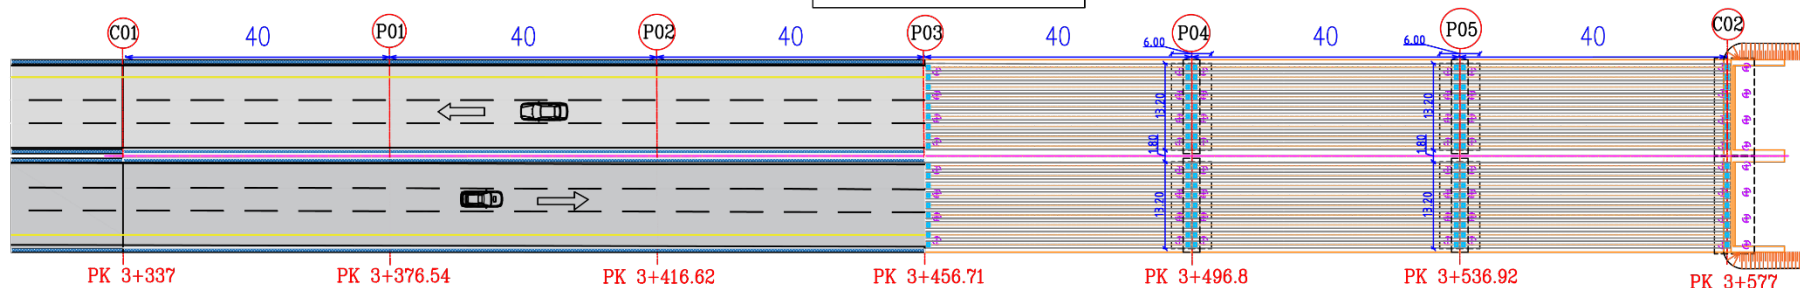 C01
P01
P02
P03
P04
P05
C02
40
40
40
40
40
40
6.00
6.00
13.20
13.20
1.80
1.80
13.20
13.20
PK 3+337
PK 3+376.54
PK 3+416.62
PK 3+456.71
PK 3+496.8
PK 3+536.92
PK 3+577